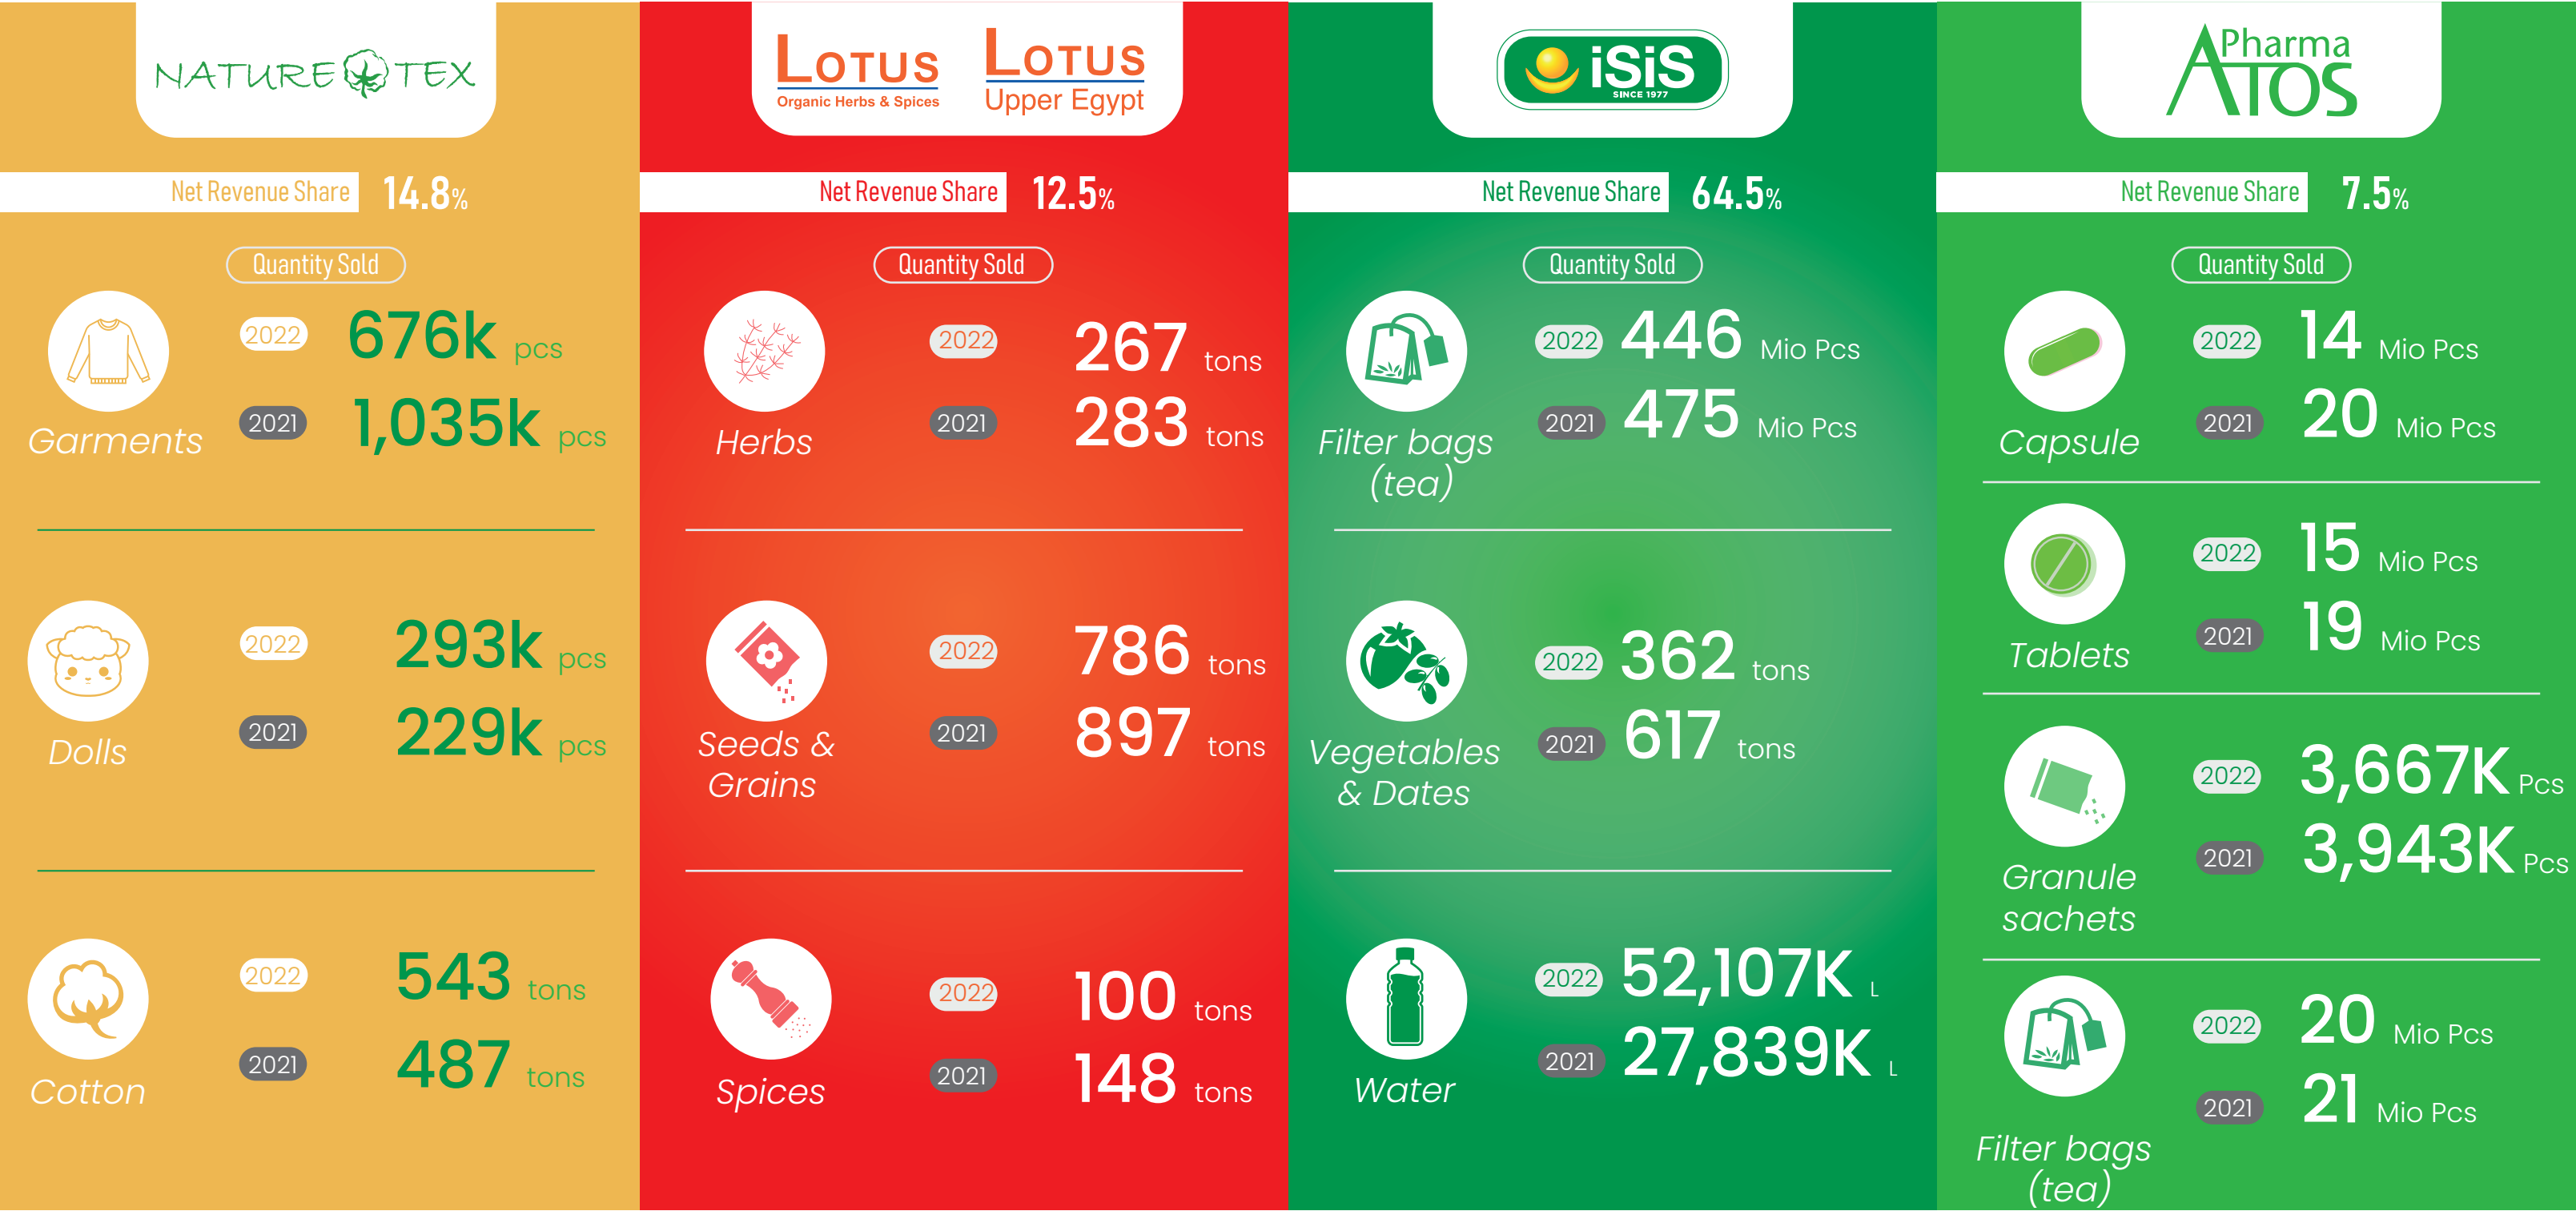 NATURE TEX
Net Revenue Share 14.8%
Quantity Sold
2022 676k pcs
2021 1,035k pcs
Garments
2022 293k pcs
2021 229k pcs
Dolls
2022 543 tons
2021 487 tons
Cotton
LOTUS
Organic Herbs & Spices
LOTUS
Upper Egypt
Net Revenue Share 12.5%
Quantity Sold
2022 267 tons
2021 283 tons
Herbs
2022 786 tons
2021 897 tons
Seeds &
Grains
2022 100 tons
2021 148 tons
Spices
iSiS
SINCE 1977
Net Revenue Share 64.5%
Quantity Sold
2022 446 Mio Pcs
2021 475 Mio Pcs
Filter bags
(tea)
2022 362 tons
2021 617 tons
Vegetables
& Dates
2022 52,107K L
2021 27,839K L
Water
Pharma
ATOS
Net Revenue Share 7.5%
Quantity Sold
2022 14 Mio Pcs
2021 20 Mio Pcs
Capsule
2022 15 Mio Pcs
2021 19 Mio Pcs
Tablets
2022 3,667K Pcs
2021 3,943K Pcs
Granule
sachets
2022 20 Mio Pcs
2021 21 Mio Pcs
Filter bags
(tea)